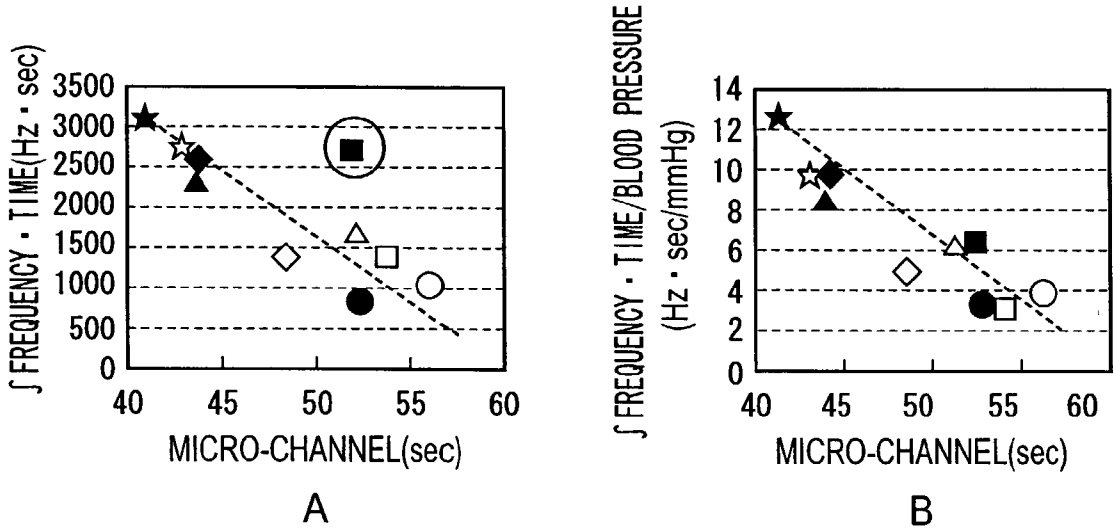 ∫ FREQUENCY・TIME(Hz・sec)
3500
3000
2500
2000
1500
1000
500
0
40 45 50 55 60
MICRO-CHANNEL(sec)
A
∫ FREQUENCY・TIME/BLOOD PRESSURE
(Hz・sec/mmHg)
14
12
10
8
6
4
2
0
40 45 50 55 60
MICRO-CHANNEL(sec)
B